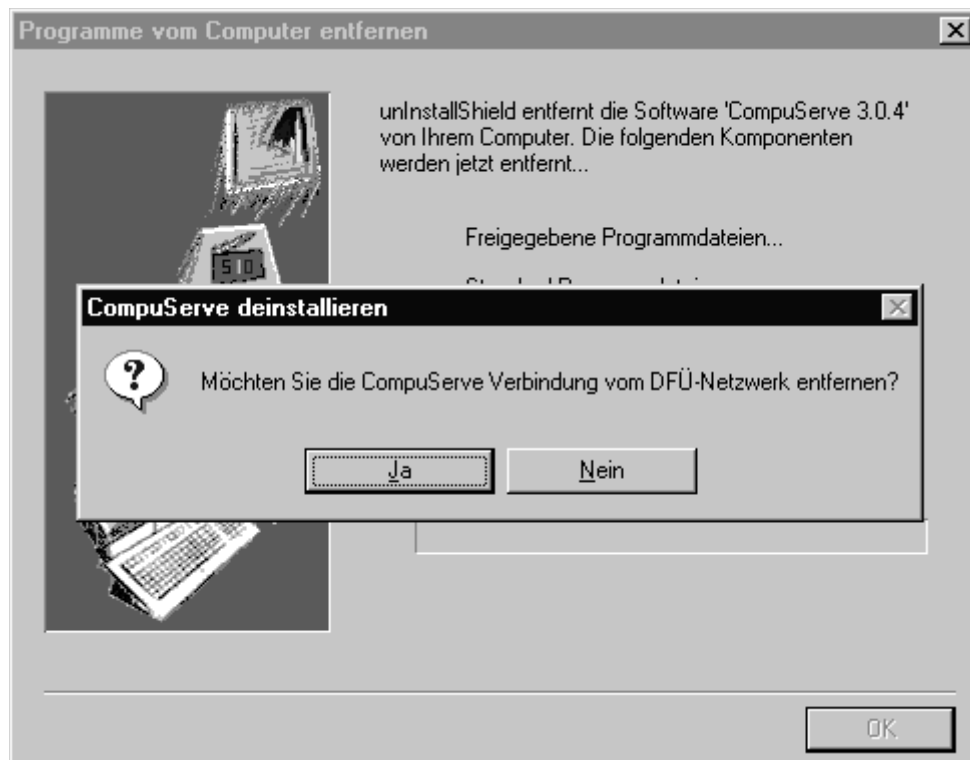 Programme vom Computer entfernen
unInstallShield entfernt die Software 'CompuServe 3.0.4'
von Ihrem Computer. Die folgenden Komponenten
werden jetzt entfernt...
Freigegebene Programmdateien...
CompuServe deinstallieren
Möchten Sie die CompuServe Verbindung vom DFÜ-Netzwerk entfernen?
Ja
Nein
OK